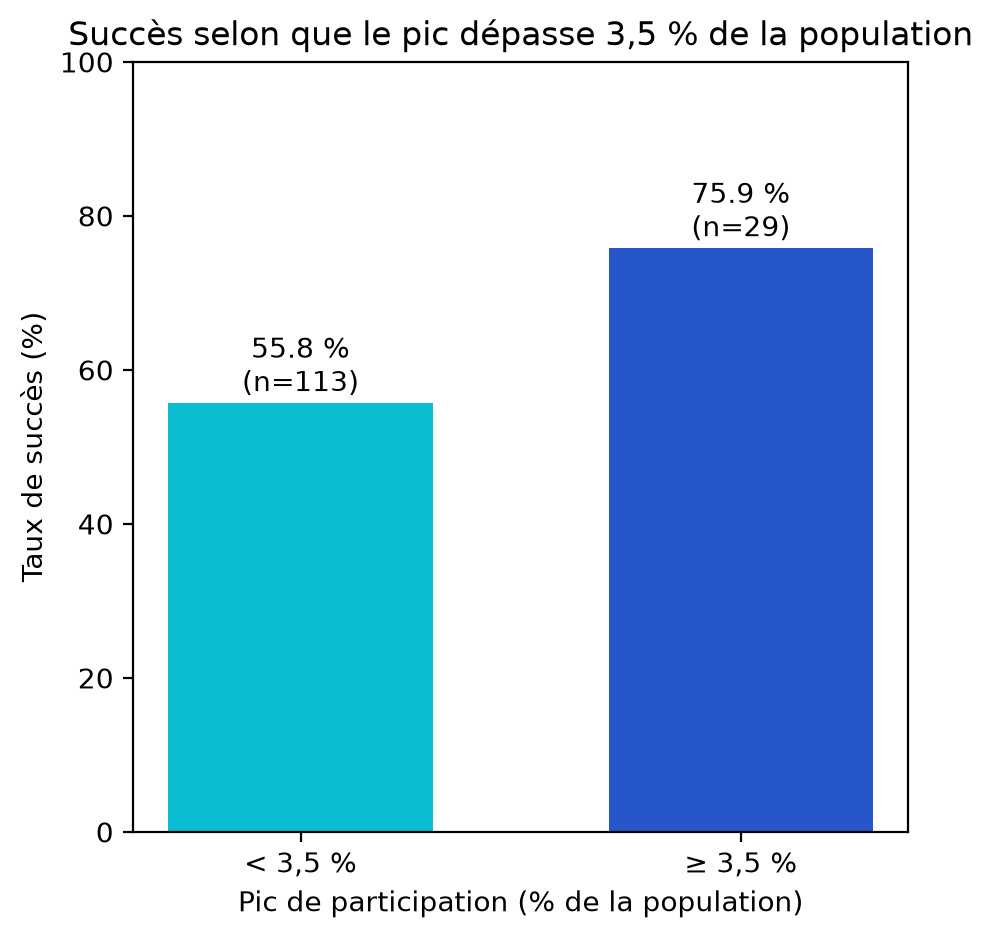 Succès selon que le pic dépasse 3,5 % de la population
Taux de succès (%)
100
80
60
40
20
0
55.8 %
(n=113)
75.9 %
(n=29)
< 3,5 %
≥ 3,5 %
Pic de participation (% de la population)